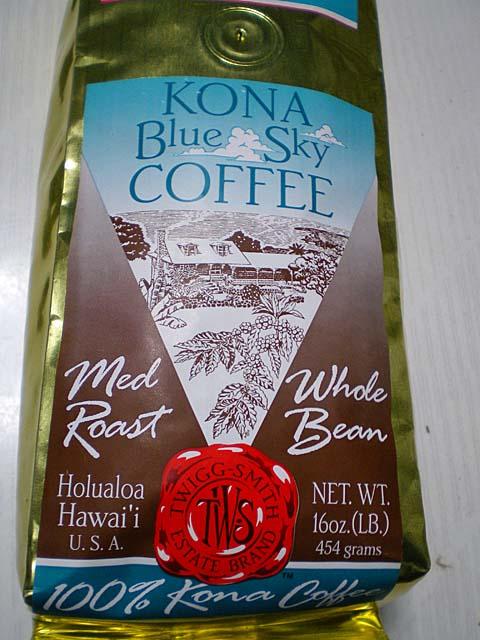 KONA
Blue Sky
COFFEE
Med
Roast
Whole
Bean
Holualoa
Hawai'i
U.S.A.
TWIGG-SMITH
TWS
ESTATE BRAND
™
NET. WT.
16oz.(LB.)
454 grams
100% Kona Coffee